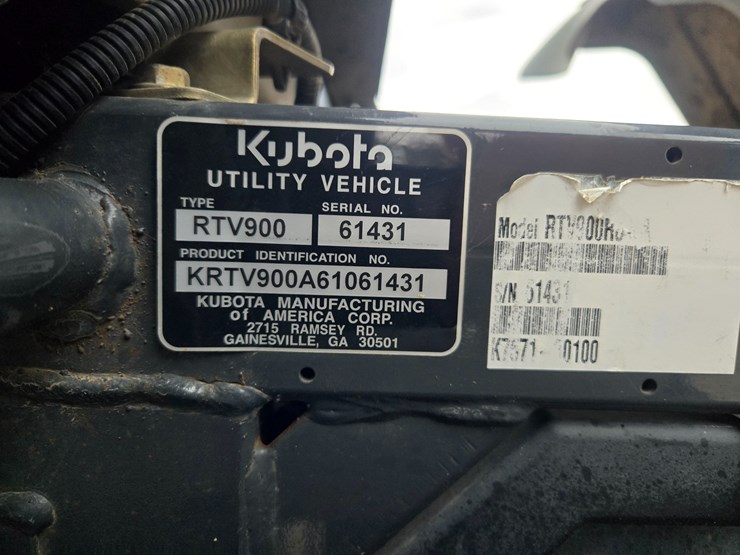 Kubota
UTILITY VEHICLE
TYPE
SERIAL NO.
RTV900
61431
PRODUCT IDENTIFICATION NO.
KRTV900A61061431
KUBOTA MANUFACTURING
of AMERICA CORP.
2715 RAMSEY RD.
GAINESVILLE, GA 30501
Model
S/N 61431